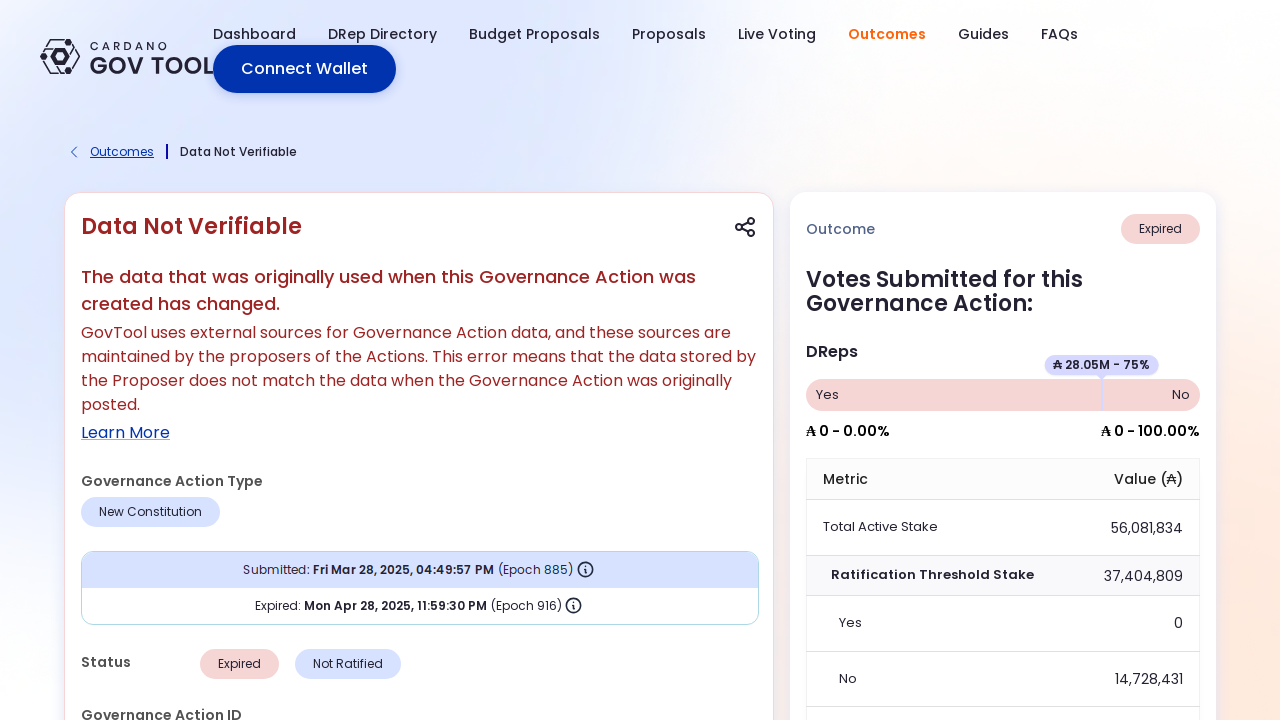 CARDANO
GOV TOOL
Dashboard
DRep Directory
Budget Proposals
Proposals
Live Voting
Outcomes
Guides
FAQs
Connect Wallet
Outcomes
Data Not Verifiable
Data Not Verifiable
The data that was originally used when this Governance Action was
created has changed.
GovTool uses external sources for Governance Action data, and these sources are
maintained by the proposers of the Actions. This error means that the data stored by
the Proposer does not match the data when the Governance Action was originally
posted.
Learn More
Governance Action Type
New Constitution
Submitted: Fri Mar 28, 2025, 04:49:57 PM (Epoch 885)
Expired: Mon Apr 28, 2025, 11:59:30 PM (Epoch 916)
Status
Expired
Not Ratified
Governance Action ID
Outcome
Expired
Votes Submitted for this
Governance Action:
DReps
₳ 28.05M - 75%
Yes
No
₳ 0 - 0.00%
₳ 0 - 100.00%
Metric
Value (₳)
Total Active Stake
56,081,834
Ratification Threshold Stake
37,404,809
Yes
0
No
14,728,431